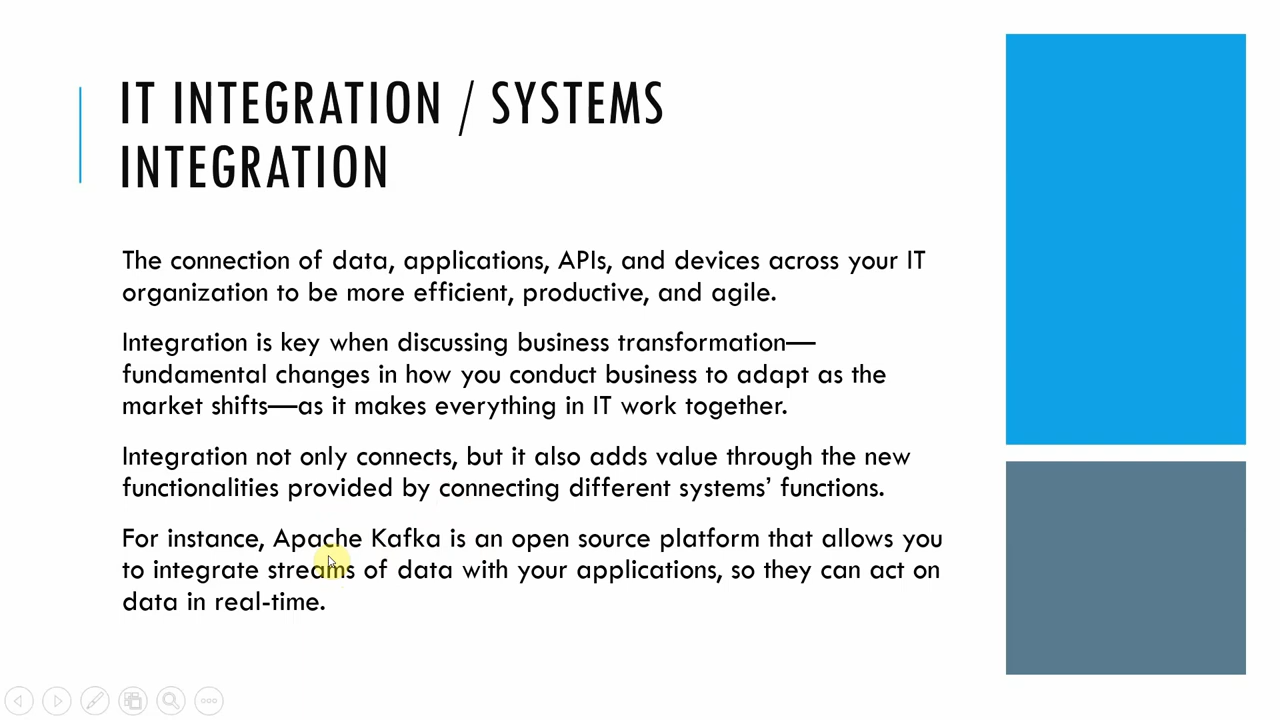 IT INTEGRATION / SYSTEMS
INTEGRATION
The connection of data, applications, APIs, and devices across your IT
organization to be more efficient, productive, and agile.
Integration is key when discussing business transformation—
fundamental changes in how you conduct business to adapt as the
market shifts—as it makes everything in IT work together.
Integration not only connects, but it also adds value through the new
functionalities provided by connecting different systems’ functions.
For instance, Apache Kafka is an open source platform that allows you
to integrate streams of data with your applications, so they can act on
data in real-time.